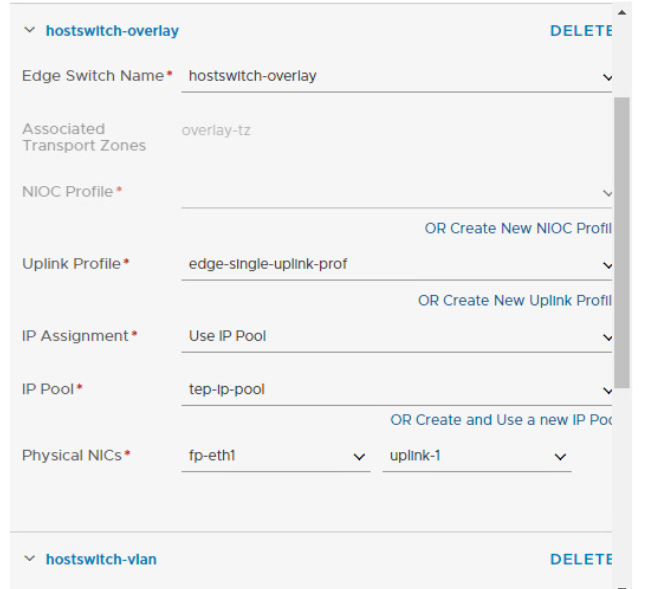 hostswitch-overlay DELETE
Edge Switch Name* hostswitch-overlay
Associated
Transport Zones
overlay-tz
NIOC Profile*
OR Create New NIOC Profil
Uplink Profile* edge-single-uplink-prof
OR Create New Uplink Profil
IP Assignment* Use IP Pool
IP Pool* tep-ip-pool
OR Create and Use a new IP Poo
Physical NICs* fp-eth1 uplink-1
hostswitch-vlan DELETE